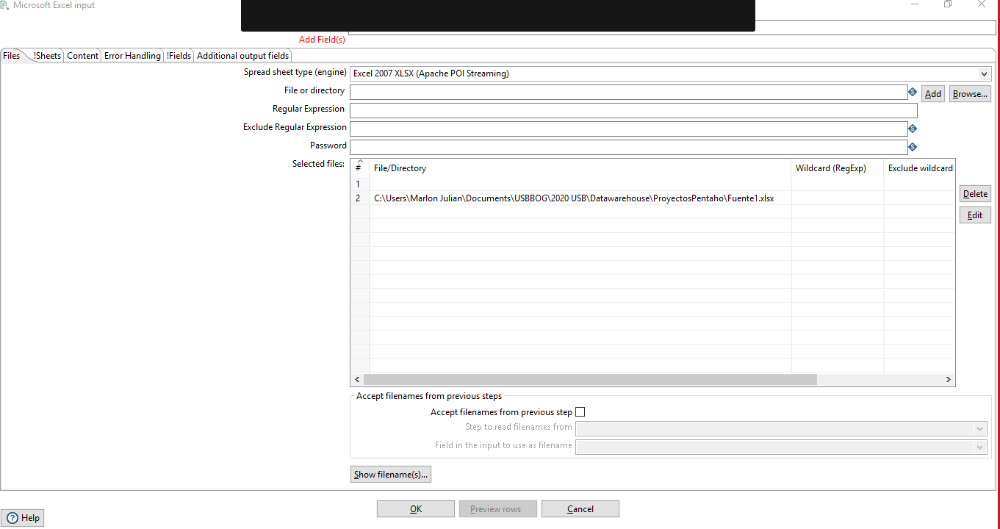 Microsoft Excel input
Add Field(s)
Files !Sheets Content Error Handling !Fields Additional output fields
Spread sheet type (engine) Excel 2007 XLSX (Apache POI Streaming)
File or directory Add Browse...
Regular Expression
Exclude Regular Expression
Password
Selected files: # File/Directory Wildcard (RegExp) Exclude wildcard
1
2 C:\Users\Marlon Julian\Documents\USBBOG\2020 USB\Datawarehouse\ProyectosPentaho\Fuente1.xlsx
Delete
Edit
Accept filenames from previous steps
Accept filenames from previous step
Step to read filenames from
Field in the input to use as filename
Show filename(s)...
OK Preview rows Cancel
Help